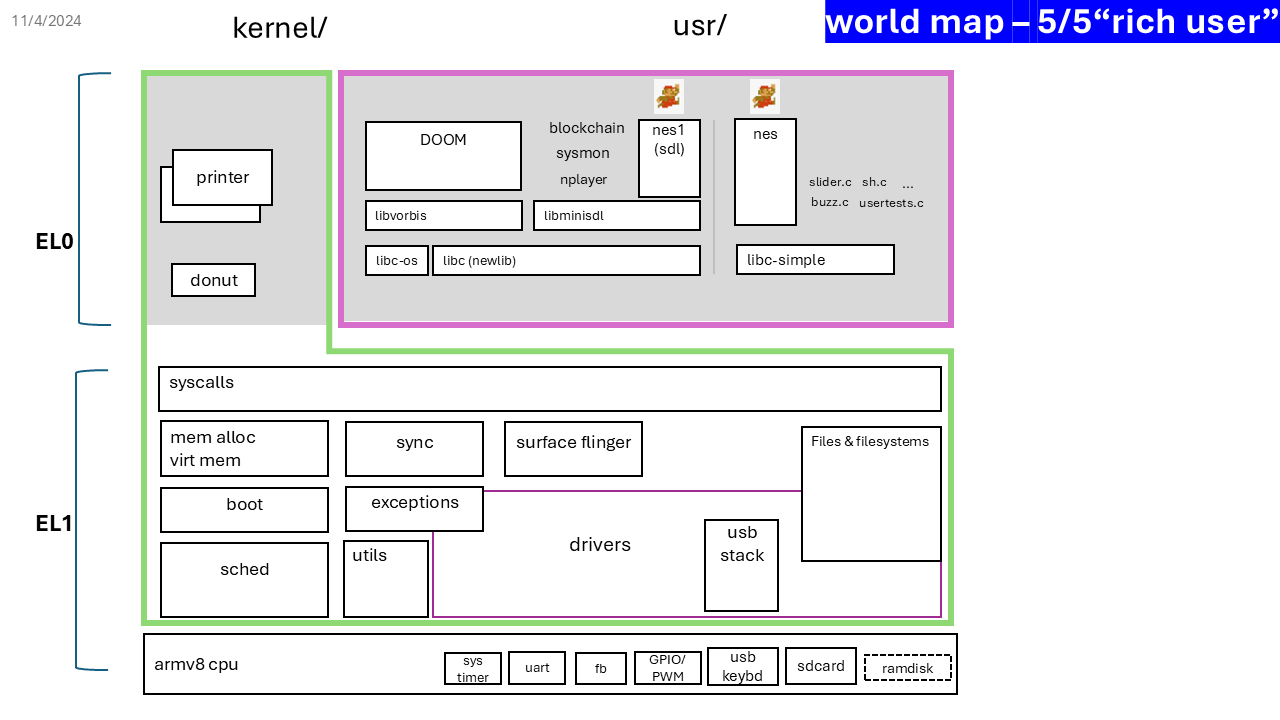 11/4/2024
kernel/
usr/
world map – 5/5“rich user”
EL0
printer
donut
DOOM
blockchain
sysmon
nplayer
nes1
(sdl)
libvorbis
libminisdl
libc-os
libc (newlib)
nes
slider.c sh.c ...
buzz.c usertests.c
libc-simple
EL1
syscalls
mem alloc
virt mem
sync
surface flinger
Files & filesystems
boot
exceptions
sched
utils
drivers
usb
stack
armv8 cpu
sys
timer
uart
fb
GPIO/
PWM
usb
keybd
sdcard
ramdisk